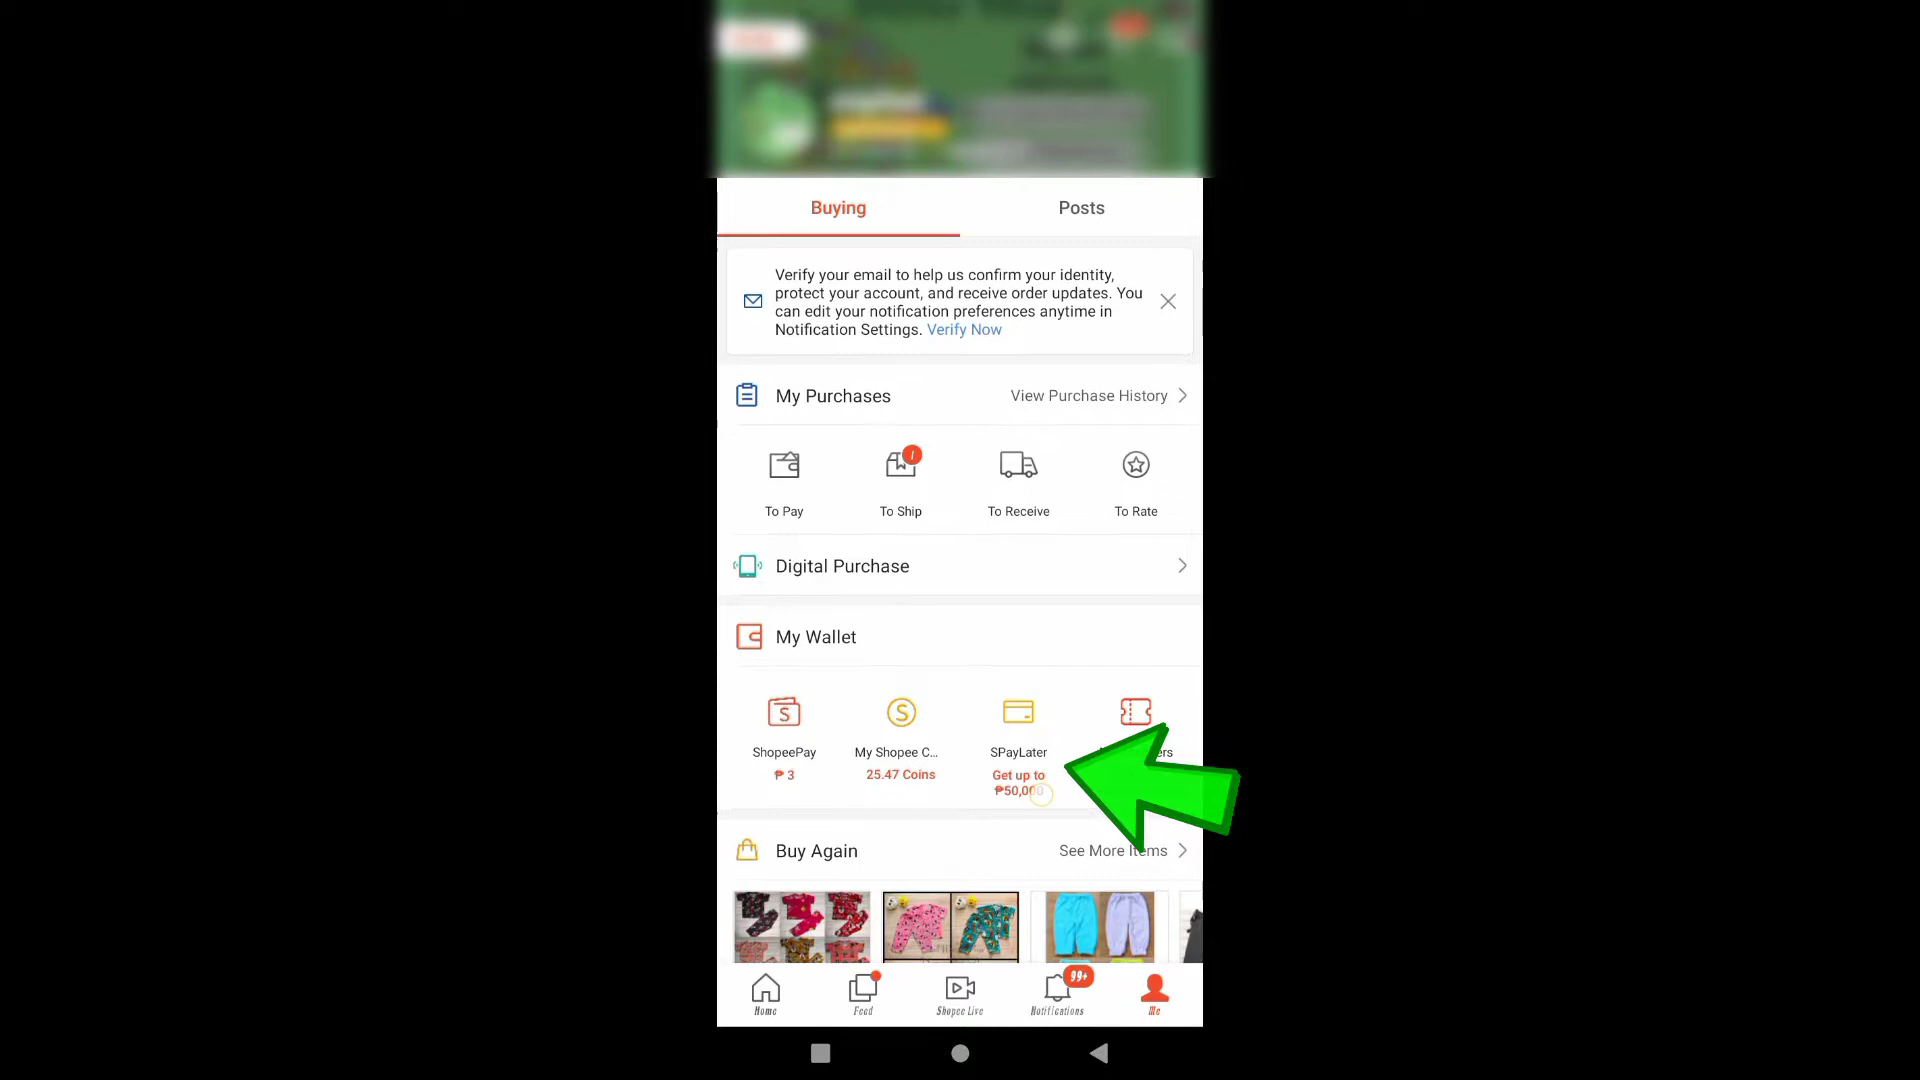 Buying
Posts
Verify your email to help us confirm your identity,
protect your account, and receive order updates. You
can edit your notification preferences anytime in
Notification Settings. Verify Now
My Purchases
View Purchase History
1
To Pay
To Ship
To Receive
To Rate
Digital Purchase
My Wallet
ShopeePay
My Shopee C...
SPayLater
₱ 3
25.47 Coins
Get up to
₱50,000
Buy Again
See More Items
99+
Home
Feed
Shopee Live
Notifications
Me